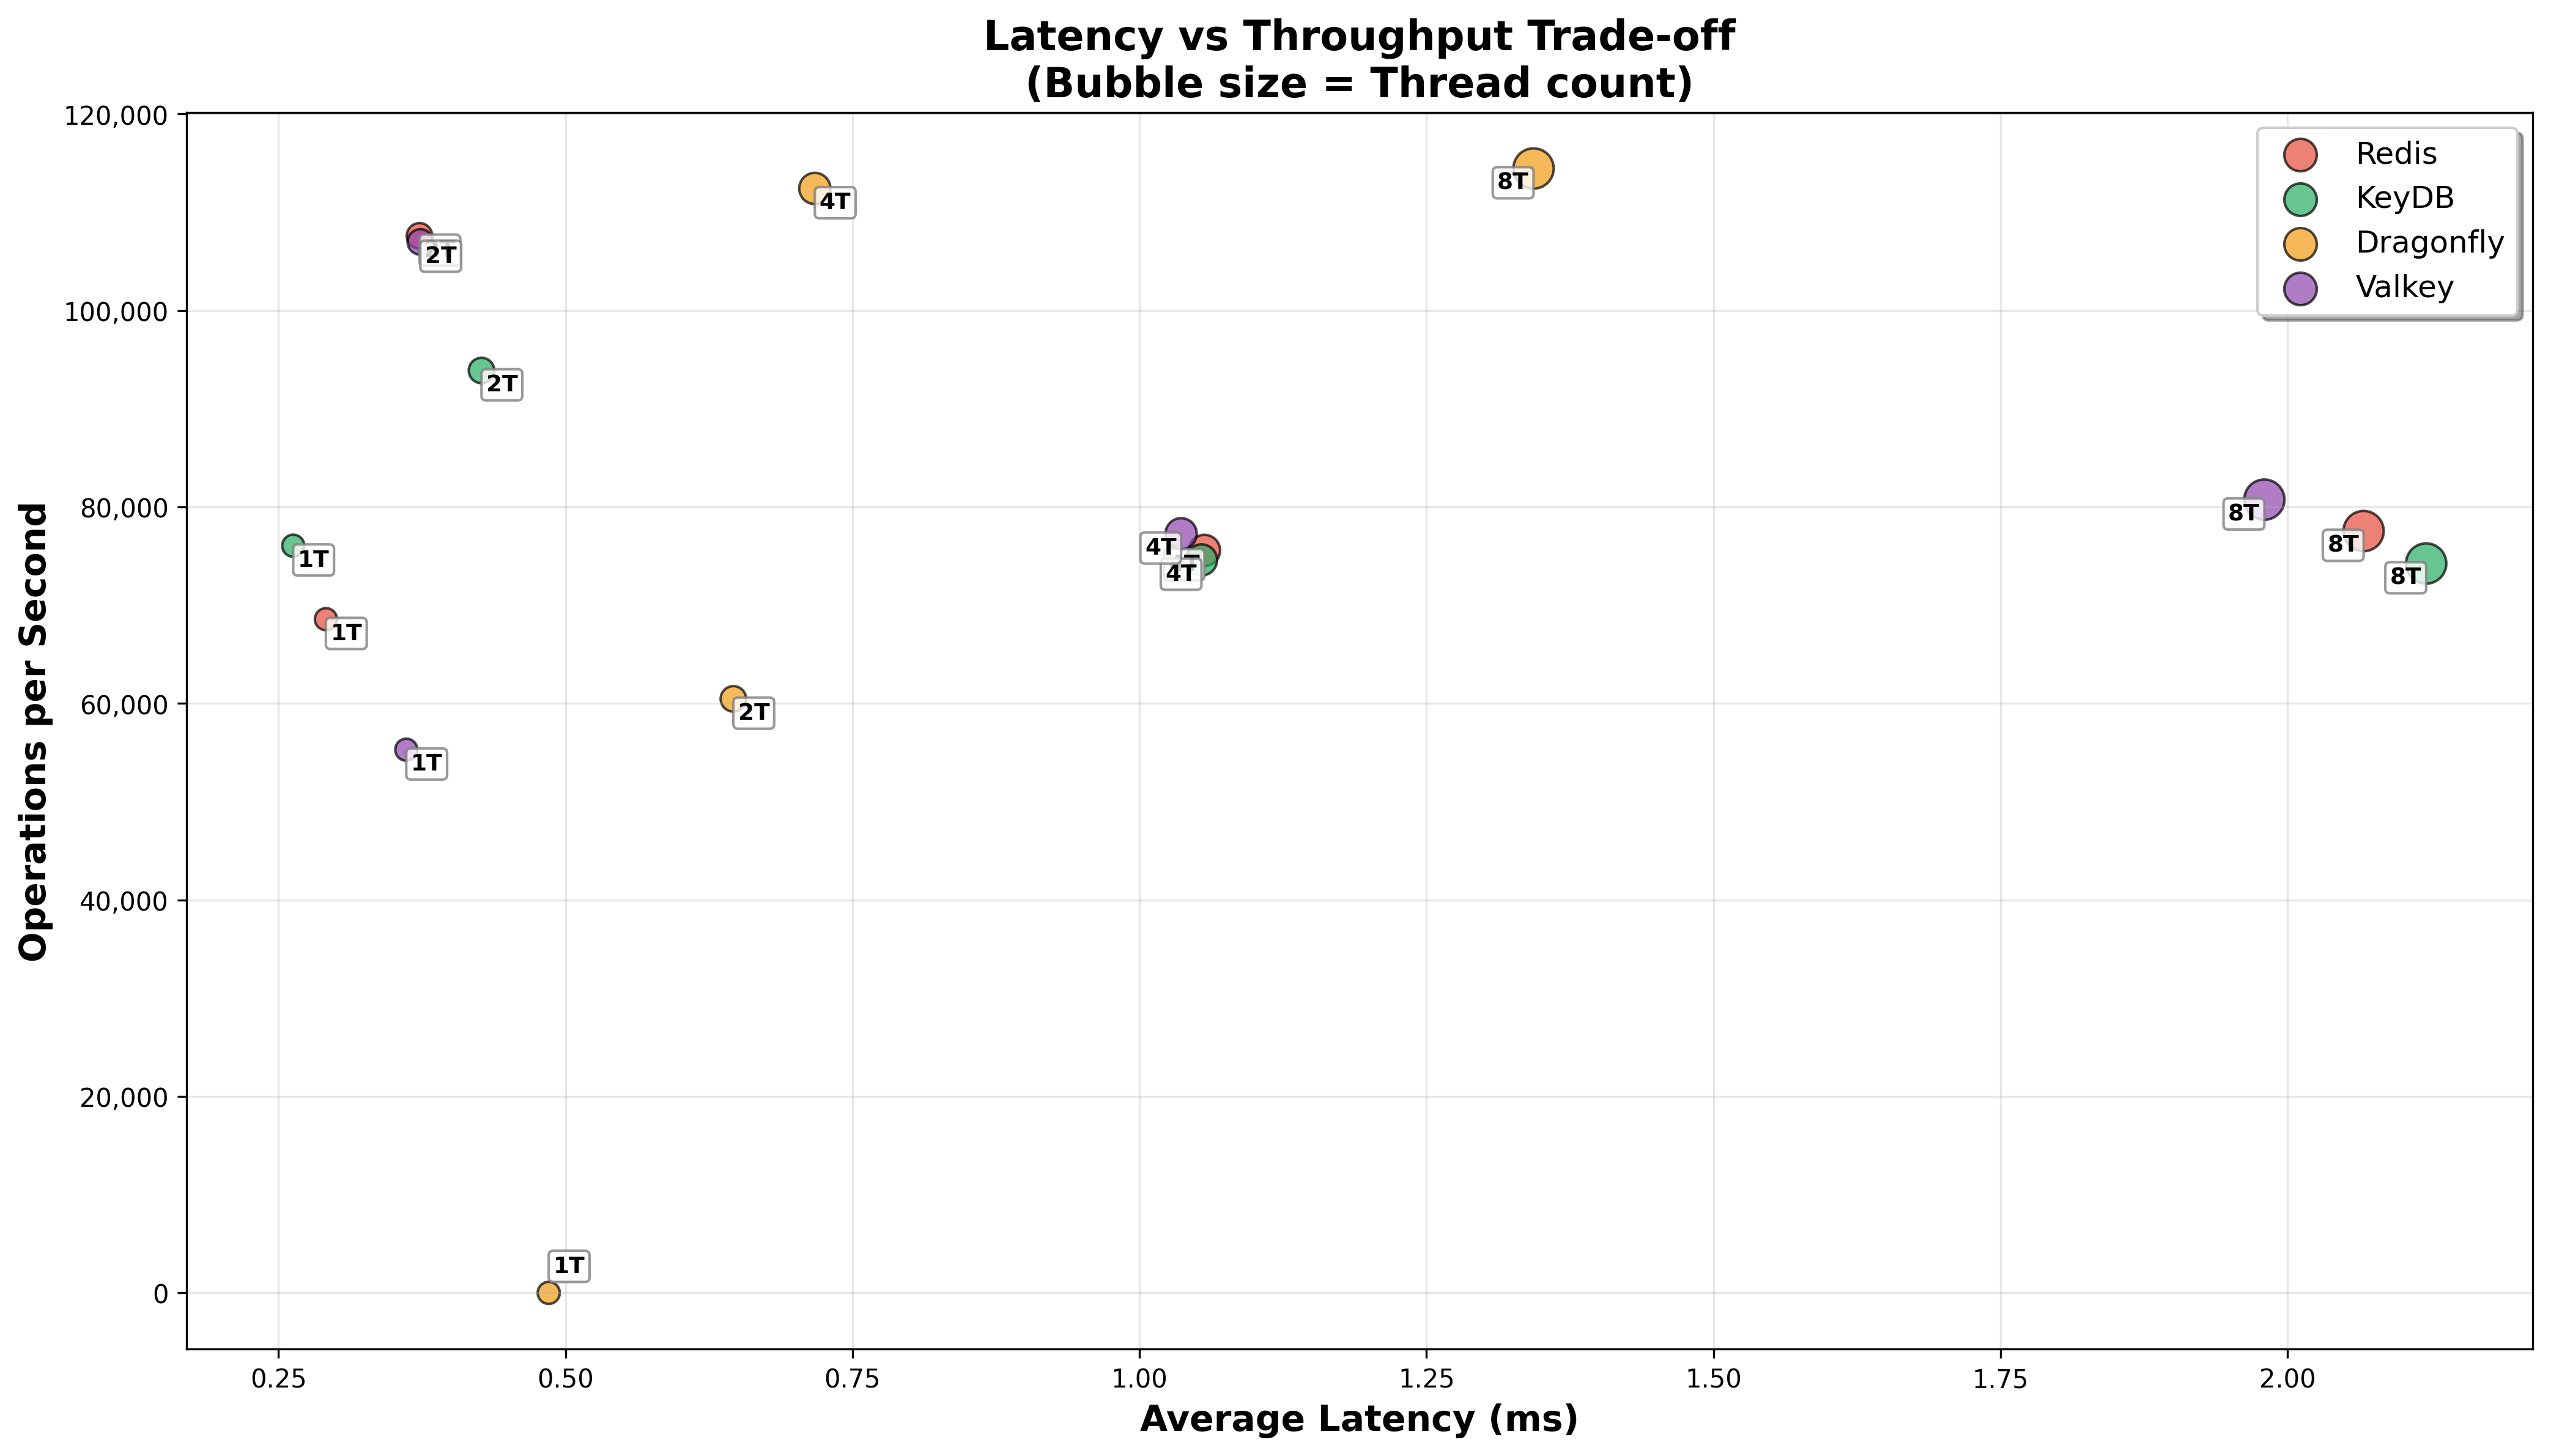 Latency vs Throughput Trade-off
(Bubble size = Thread count)
120,000
100,000
80,000
60,000
40,000
20,000
0
Operations per Second
0.25
0.50
0.75
1.00
1.25
1.50
1.75
2.00
Average Latency (ms)
Redis
KeyDB
Dragonfly
Valkey
8T
4T
2T
2T
8T
8T
4T
1T
4T
8T
1T
2T
1T
1T